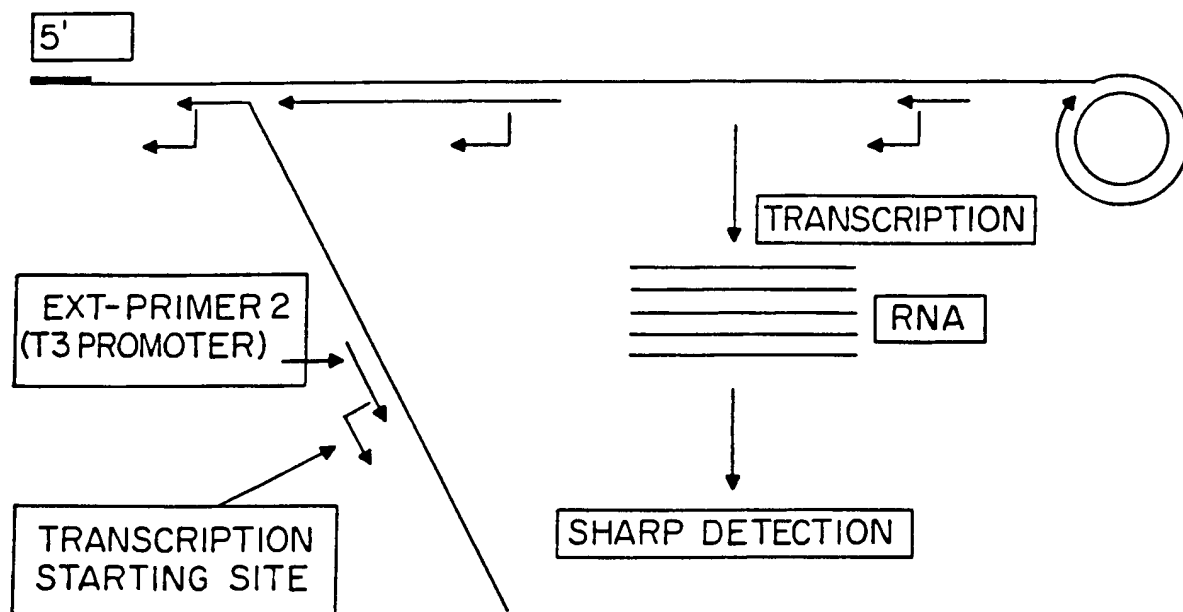 5'
TRANSCRIPTION
EXT-PRIMER 2
(T3 PROMOTER)
RNA
TRANSCRIPTION
STARTING SITE
SHARP DETECTION